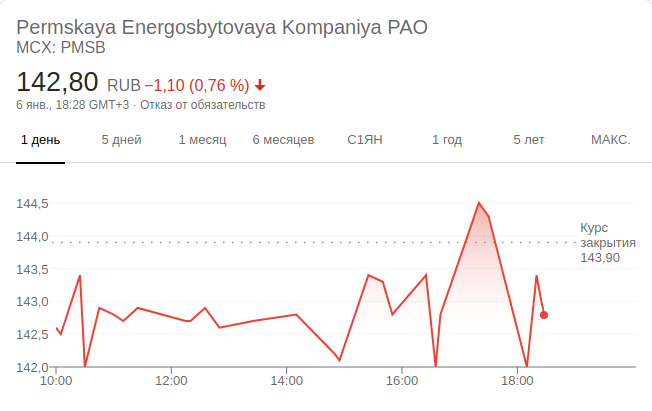 Permskaya Energosbytovaya Kompaniya PAO
MCX: PMSB
142,80 RUB −1,10 (0,76 %)
6 янв., 18:28 GMT+3 · Отказ от обязательств
1 день 5 дней 1 месяц 6 месяцев С1ЯН 1 год 5 лет МАКС.
144,5
144,0
143,5
143,0
142,5
142,0
Курс
закрытия
143,90
10:00 12:00 14:00 16:00 18:00